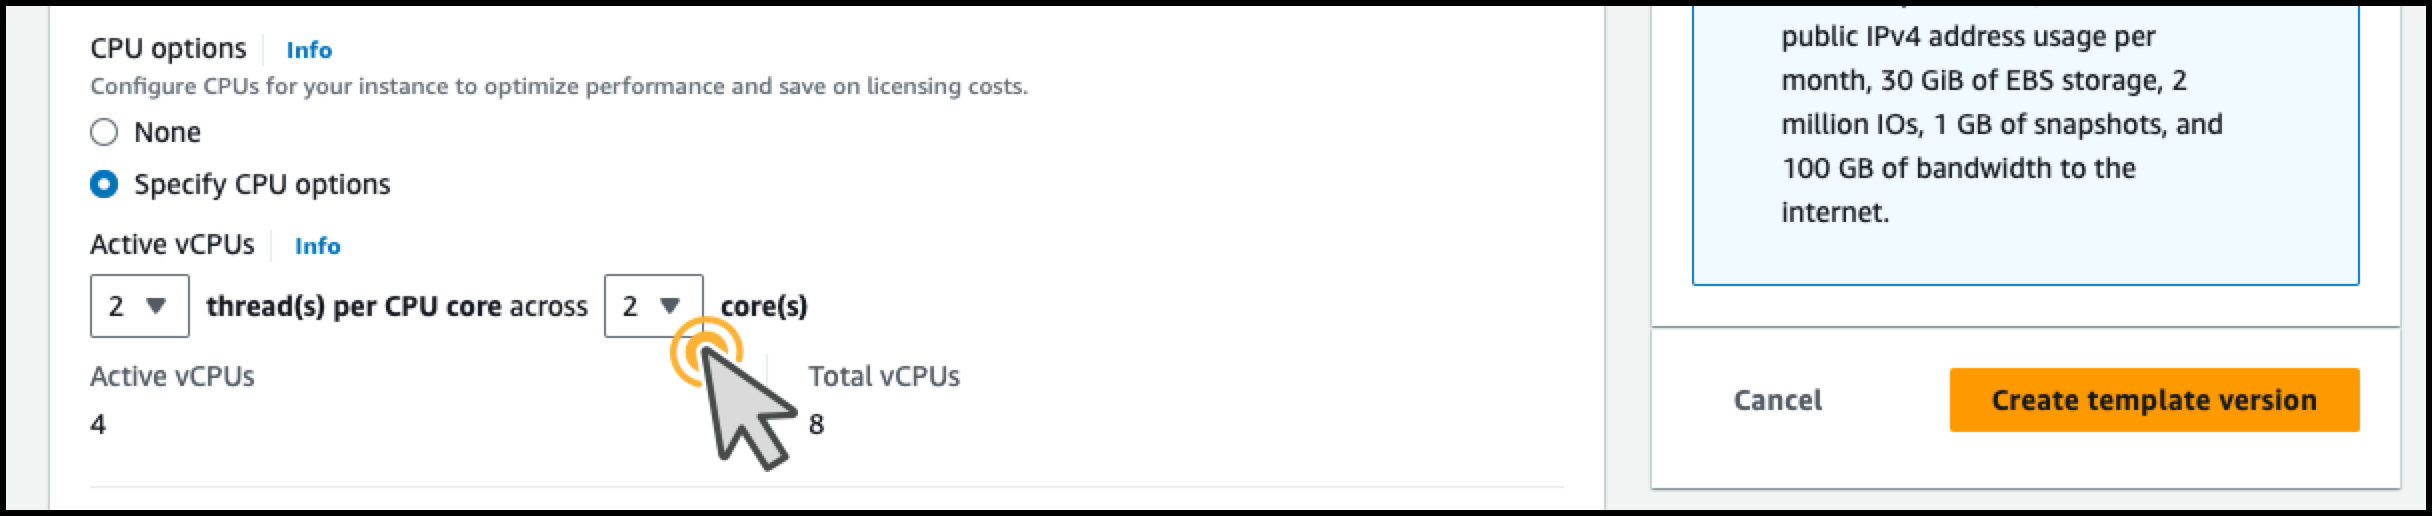 CPU options Info
Configure CPUs for your instance to optimize performance and save on licensing costs.
None
Specify CPU options
Active vCPUs Info
2 thread(s) per CPU core across 2 core(s)
Active vCPUs
4
Total vCPUs
8
public IPv4 address usage per
month, 30 GiB of EBS storage, 2
million IOs, 1 GB of snapshots, and
100 GB of bandwidth to the
internet.
Cancel
Create template version